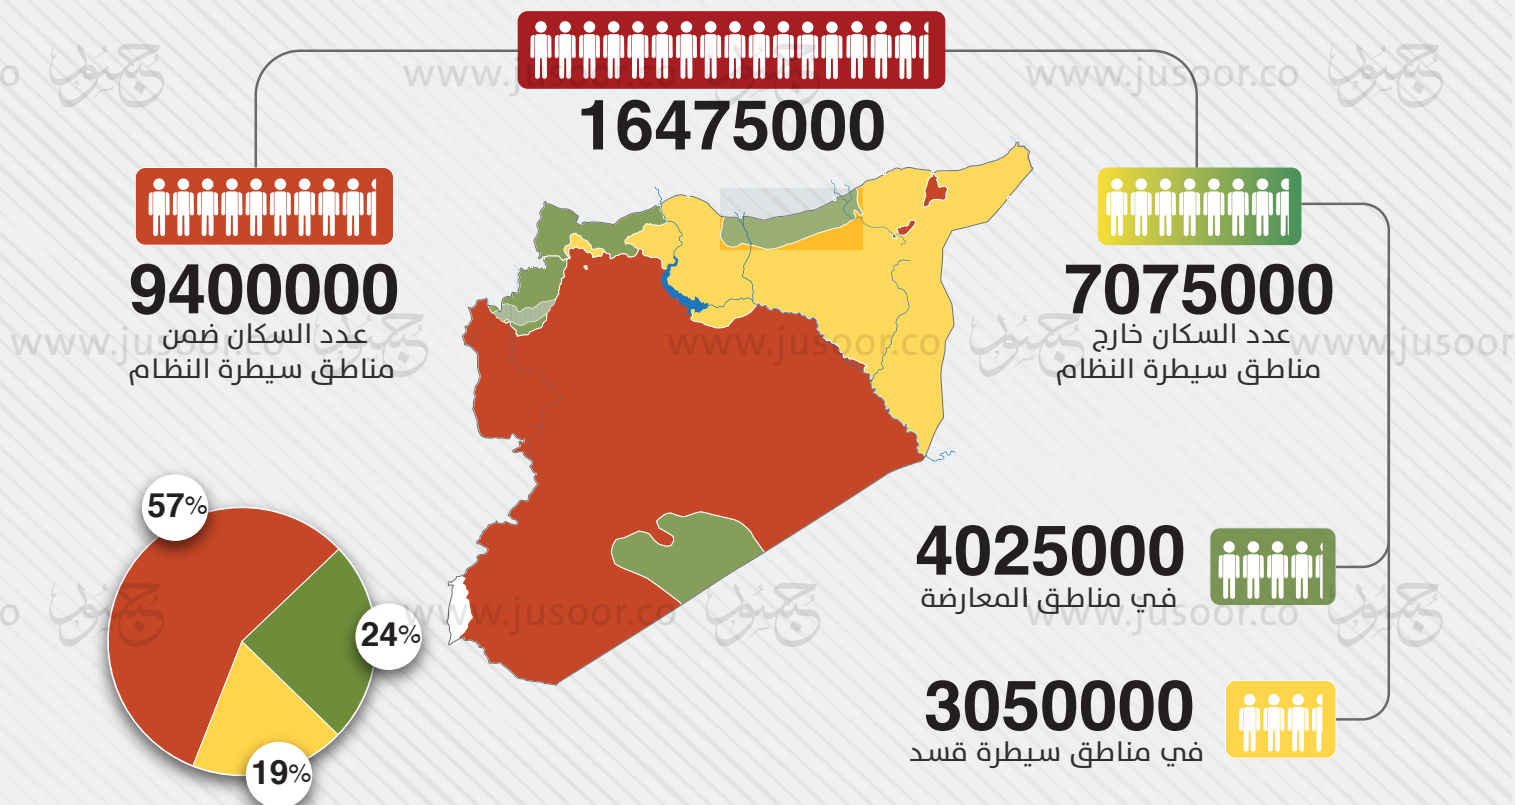 16475000
9400000
عدد السكان ضمن
مناطق سيطرة النظام
7075000
عدد السكان خارج
مناطق سيطرة النظام
4025000
في مناطق المعارضة
3050000
في مناطق سيطرة قسد
57%
24%
19%
www.jusoor.co
جسور